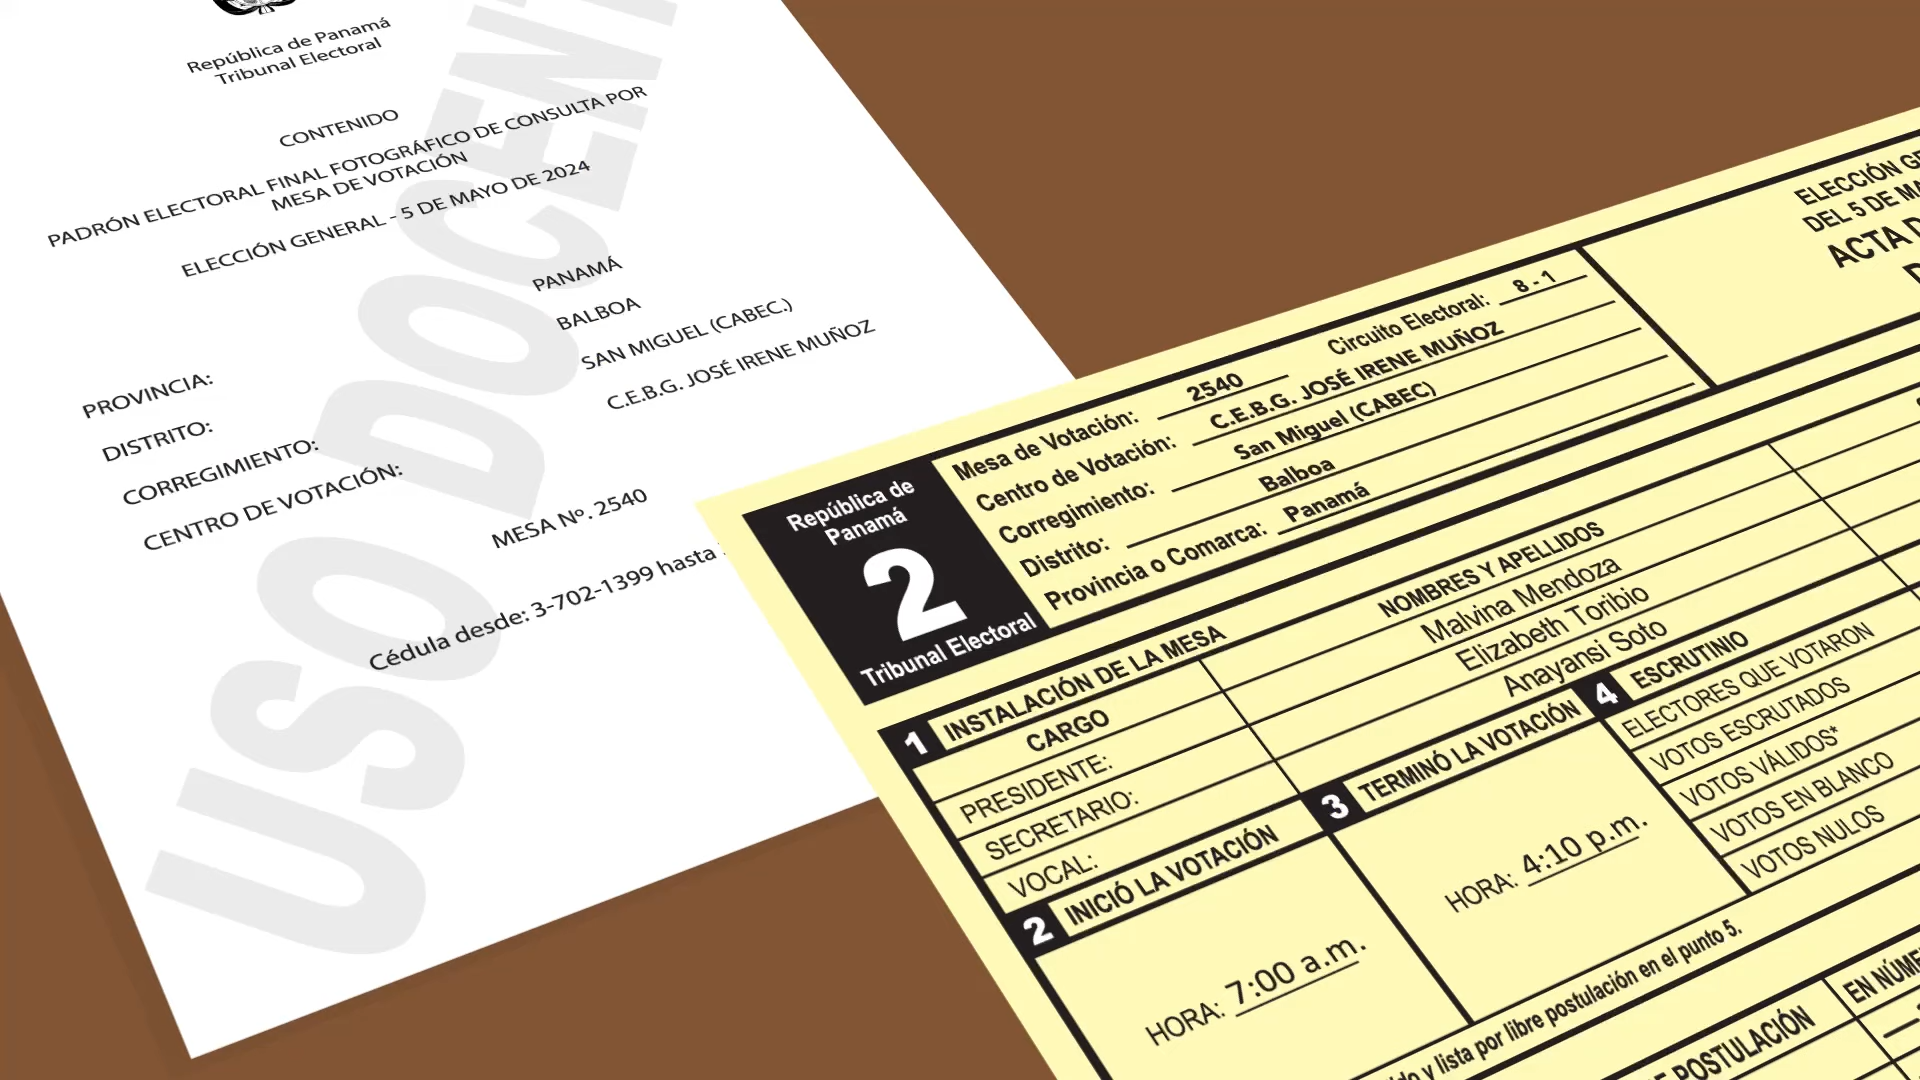 República de Panamá
Tribunal Electoral
CONTENIDO
PADRÓN ELECTORAL FINAL FOTOGRÁFICO DE CONSULTA POR
MESA DE VOTACIÓN
ELECCIÓN GENERAL - 5 DE MAYO DE 2024
PROVINCIA: PANAMÁ
DISTRITO: BALBOA
CORREGIMIENTO: SAN MIGUEL (CABEC.)
CENTRO DE VOTACIÓN: C.E.B.G. JOSÉ IRENE MUÑOZ
MESA Nº. 2540
Cédula desde: 3-702-1399 hasta
USO DOCENT
República de
Panamá
2
Tribunal Electoral
Mesa de Votación: 2540 Circuito Electoral: 8 - 1
Centro de Votación: C.E.B.G. JOSÉ IRENE MUÑOZ
Corregimiento: San Miguel (CABEC)
Distrito: Balboa
Provincia o Comarca: Panamá
ELECCIÓN GE
DEL 5 DE MA
ACTA D
1 INSTALACIÓN DE LA MESA
CARGO NOMBRES Y APELLIDOS
PRESIDENTE: Malvina Mendoza
SECRETARIO: Elizabeth Toribio
VOCAL: Anayansi Soto
2 INICIÓ LA VOTACIÓN
HORA: 7:00 a.m.
3 TERMINÓ LA VOTACIÓN
HORA: 4:10 p.m.
4 ESCRUTINIO
ELECTORES QUE VOTARON
VOTOS ESCRUTADOS
VOTOS VÁLIDOS*
VOTOS EN BLANCO
VOTOS NULOS
do y lista por libre postulación en el punto 5.
POSTULACIÓN
EN NÚME